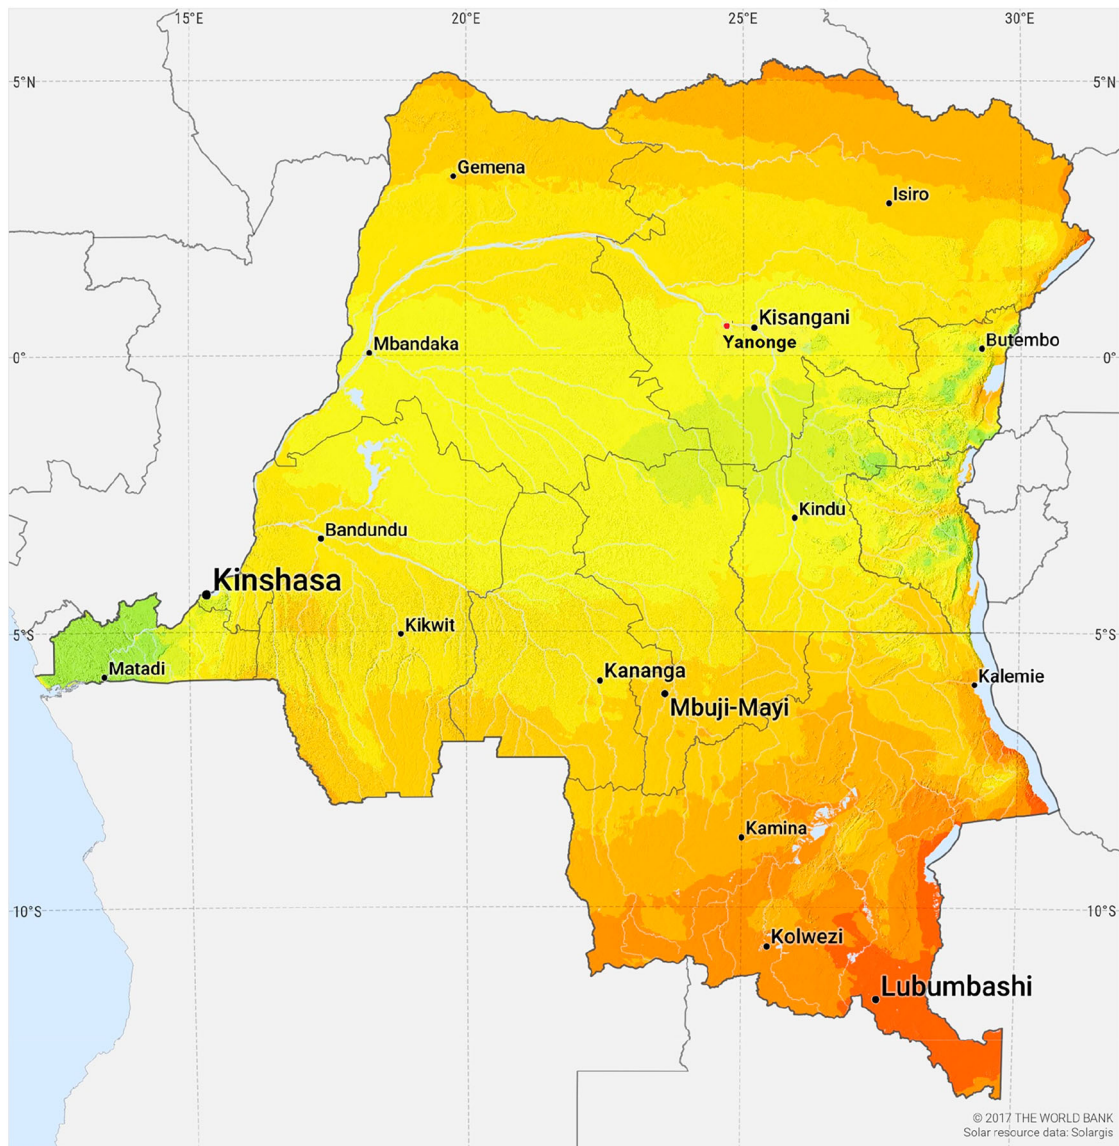 15°E
20°E
25°E
30°E
5°N
5°N
Gemena
Isiro
Kisangani
Yanonge
Butembo
Mbandaka
0°
0°
Kindu
Bandundu
Kinshasa
Kikwit
5°S
5°S
Matadi
Kananga
Kalemie
Mbuji-Mayi
Kamina
10°S
10°S
Kolwezi
Lubumbashi
© 2017 THE WORLD BANK
Solar resource data: Solargis